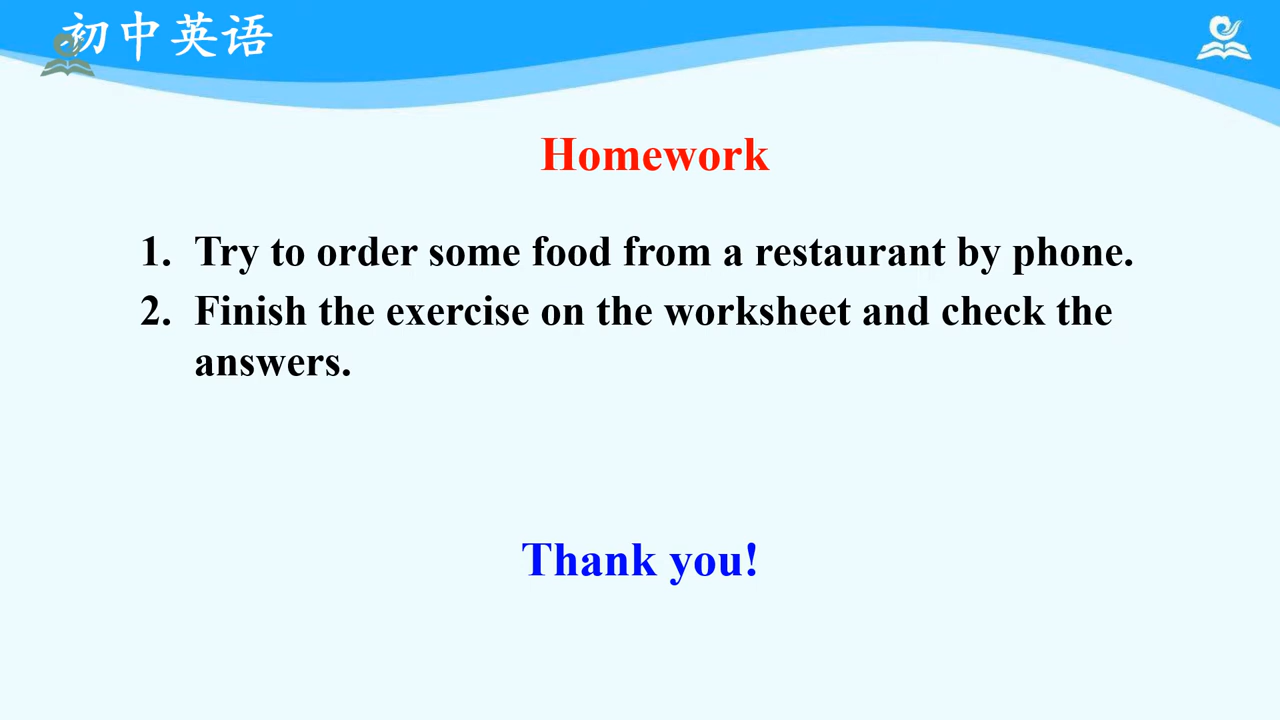 初中英语
Homework
1. Try to order some food from a restaurant by phone.
2. Finish the exercise on the worksheet and check the
answers.
Thank you!